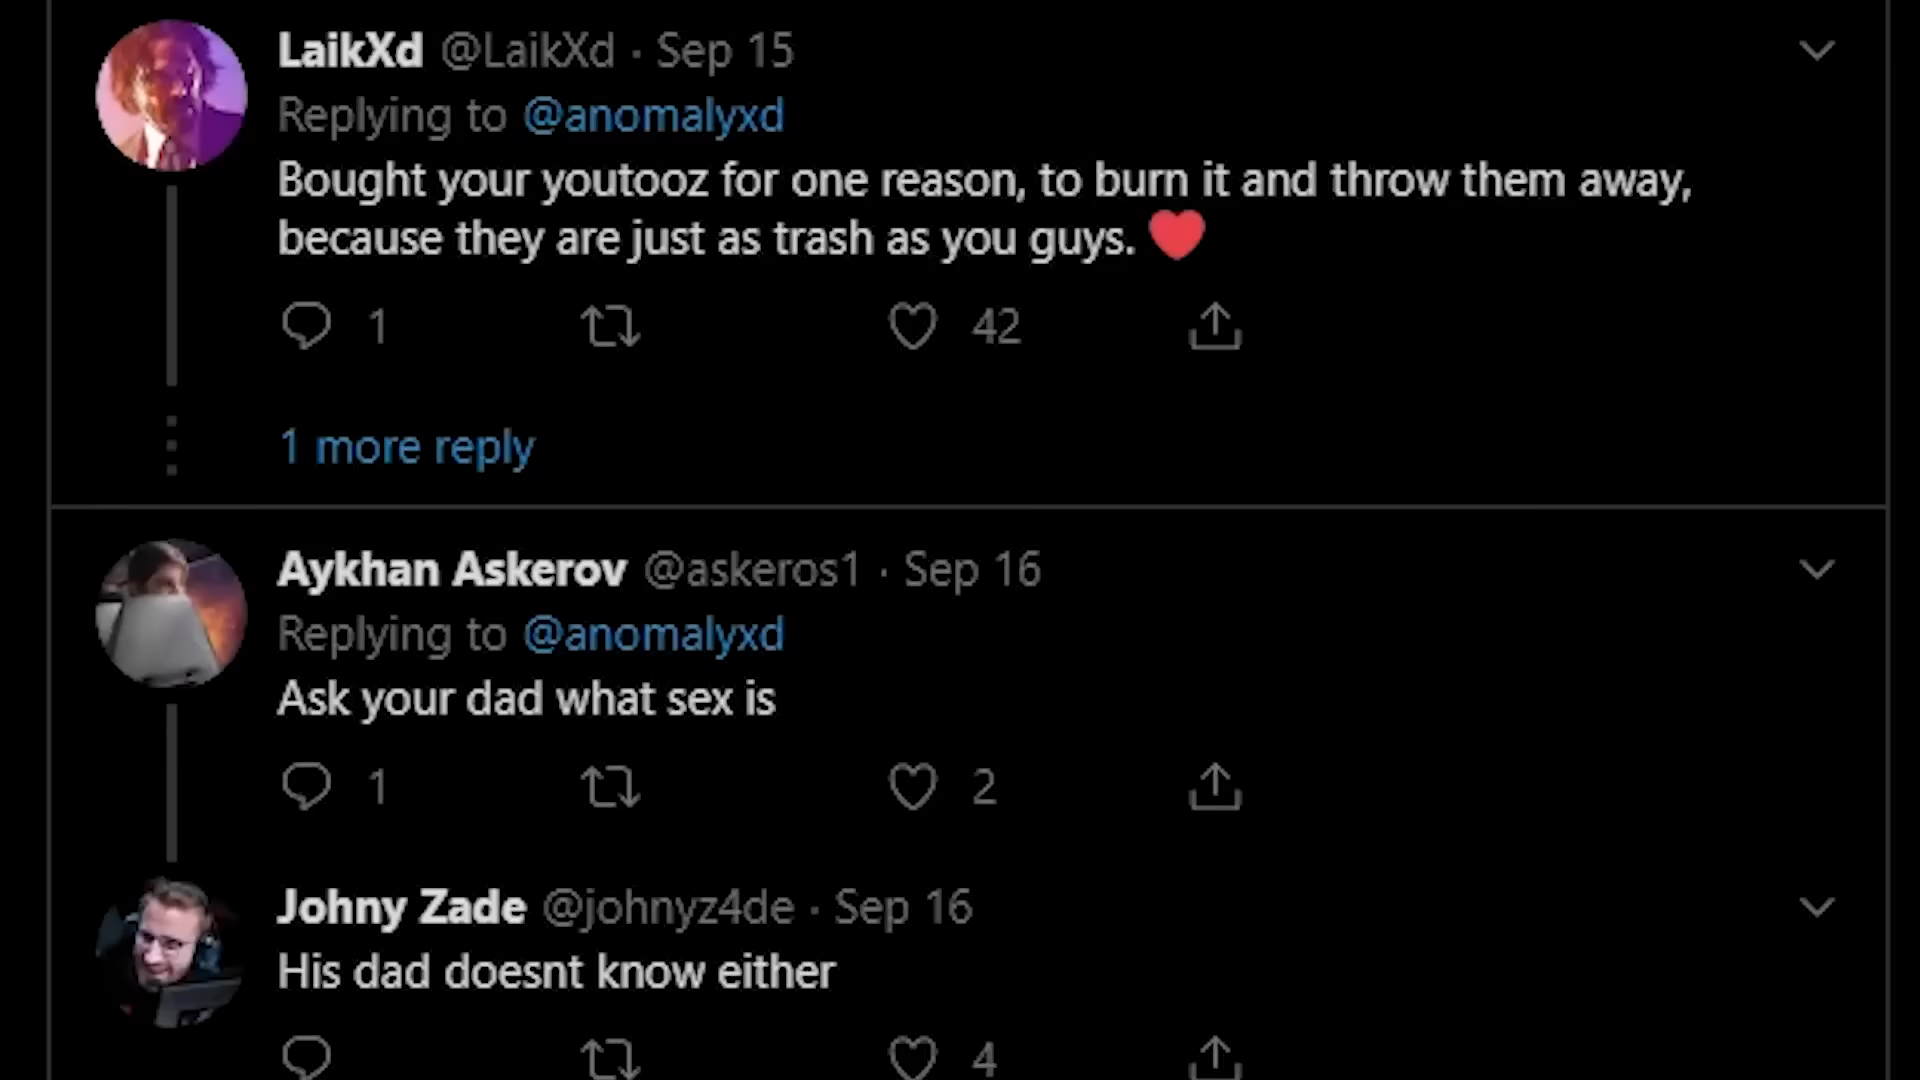 LaikXd @LaikXd · Sep 15
Replying to @anomalyxd
Bought your youtooz for one reason, to burn it and throw them away,
because they are just as trash as you guys. ❤️
1 42
1 more reply
Aykhan Askerov @askeros1 · Sep 16
Replying to @anomalyxd
Ask your dad what sex is
1 2
Johny Zade @johnyz4de · Sep 16
His dad doesnt know either
4